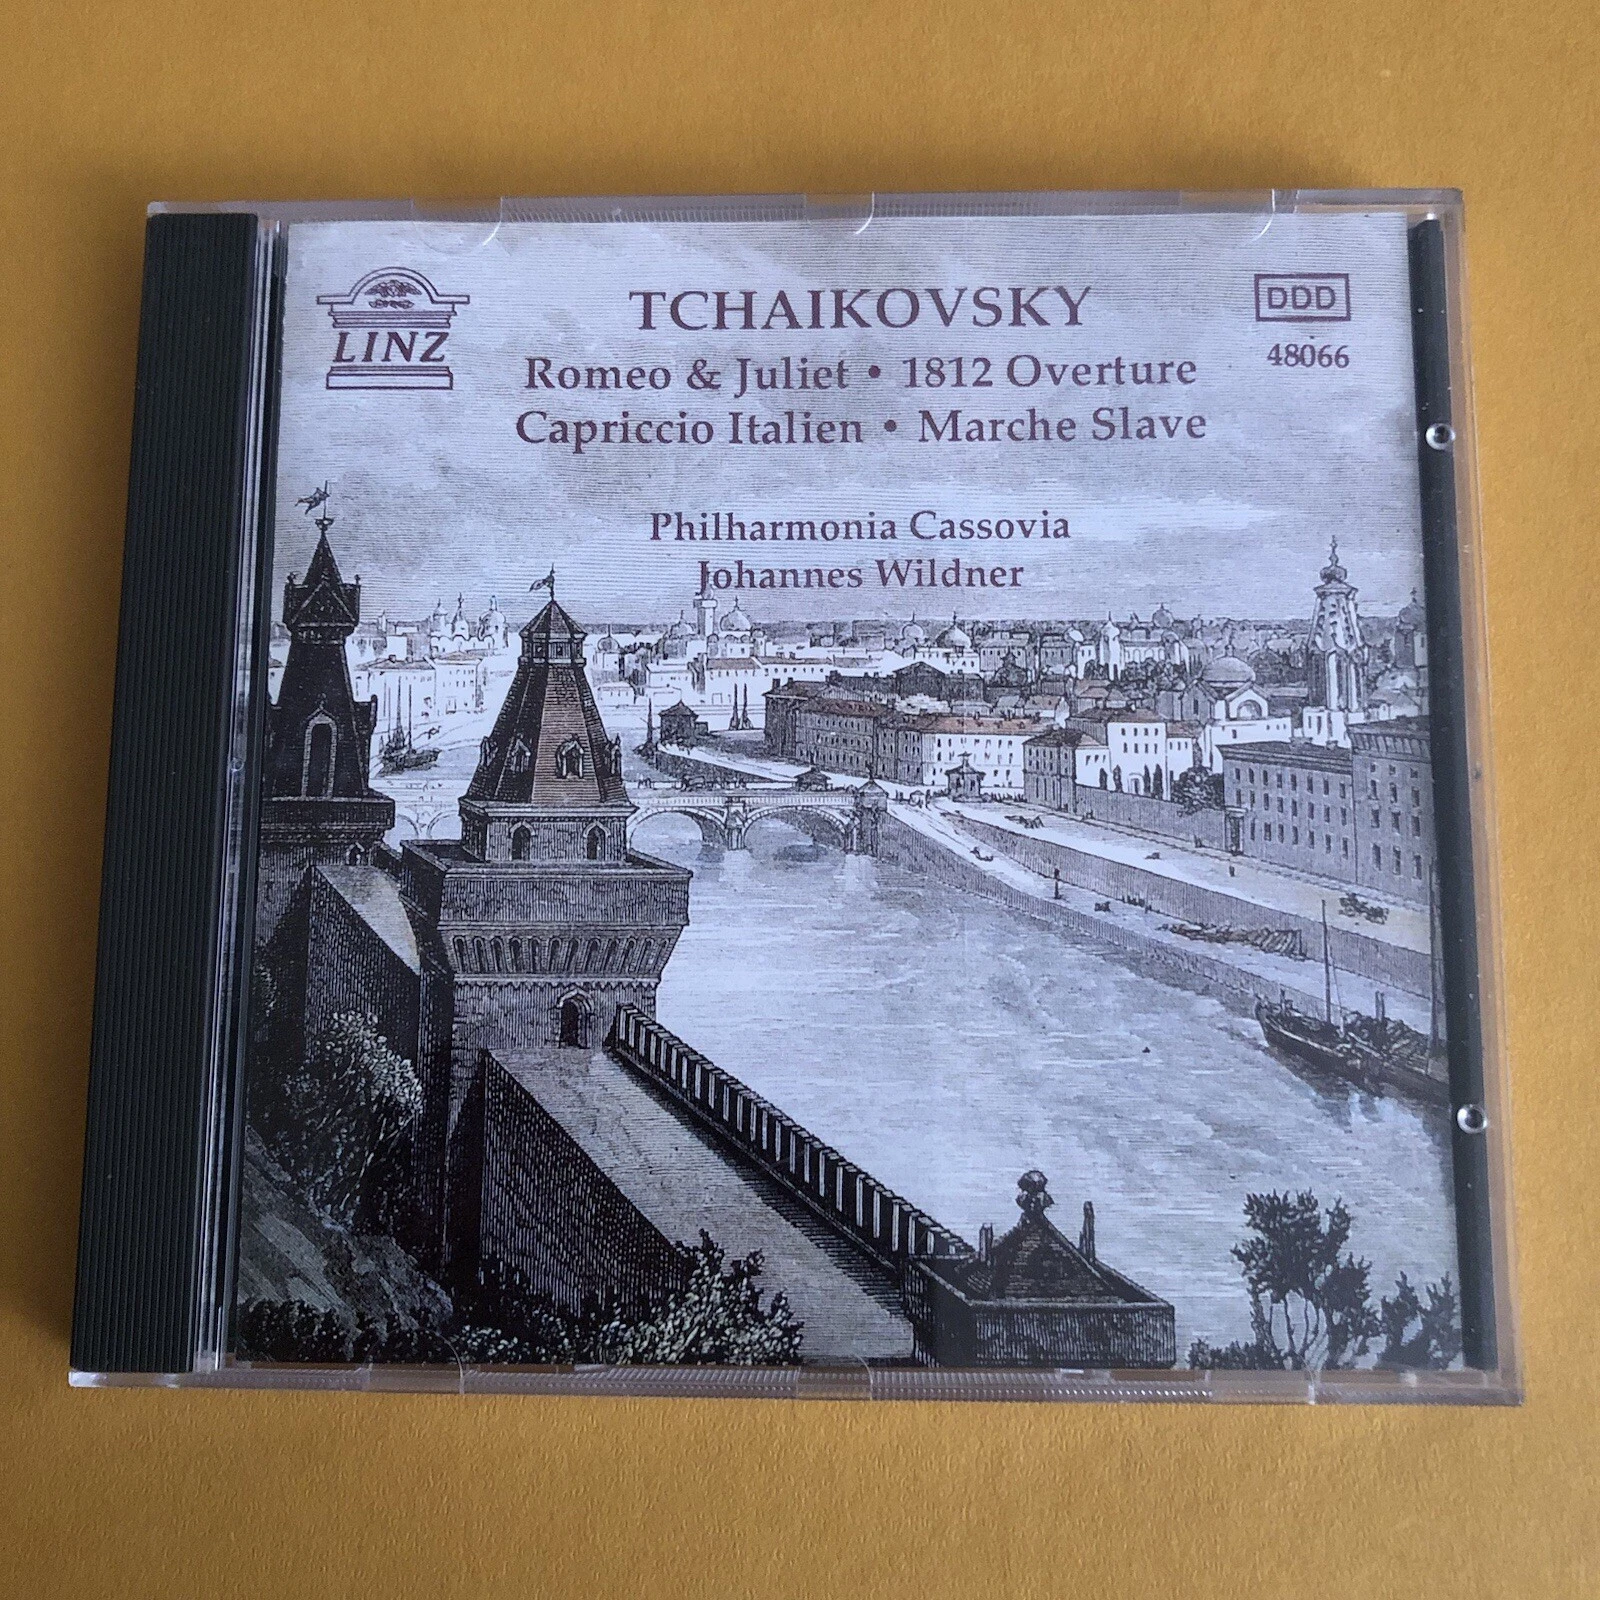 LINZ
TCHAIKOVSKY
DDD
48066
Romeo & Juliet • 1812 Overture
Capriccio Italien • Marche Slave
Philharmonia Cassovia
Johannes Wildner